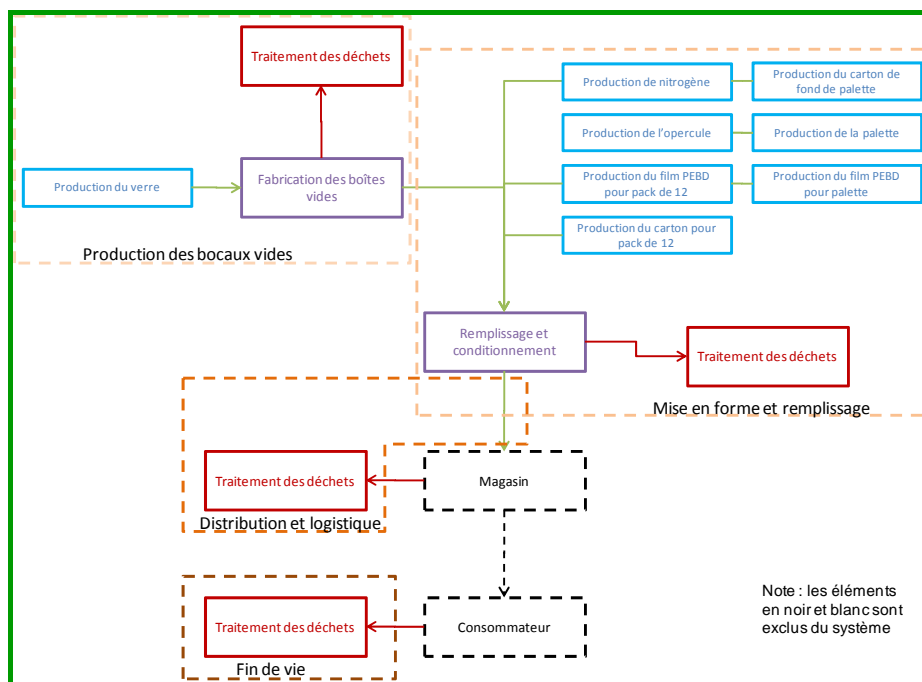 Traitement des déchets
Production de nitrogène
Production du carton de
fond de palette
Production de l'opercule
Production de la palette
Production du verre
Fabrication des boîtes
vides
Production du film PEBD
pour pack de 12
Production du film PEBD
pour palette
Production du carton pour
pack de 12
Production des bocaux vides
Remplissage et
conditionnement
Traitement des déchets
Mise en forme et remplissage
Traitement des déchets
Magasin
Distribution et logistique
Traitement des déchets
Consommateur
Fin de vie
Note : les éléments
en noir et blanc sont
exclus du système